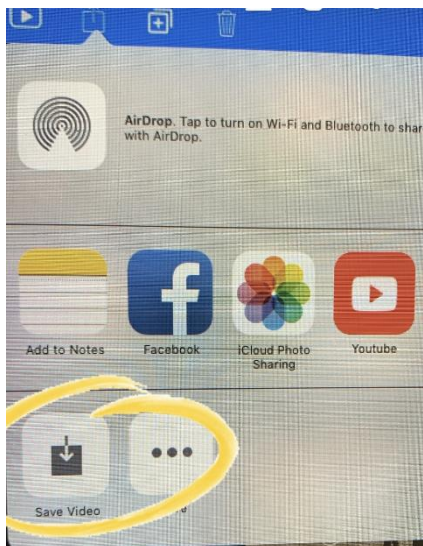 AirDrop. Tap to turn on Wi-Fi and Bluetooth to shar
with AirDrop.
Add to Notes
Facebook
iCloud Photo
Sharing
Youtube
Save Video